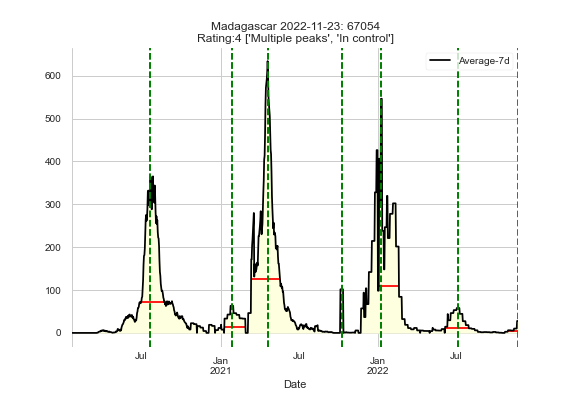 Madagascar 2022-11-23: 67054
Rating:4 ['Multiple peaks', 'In control']
Average-7d
600
500
400
300
200
100
0
Jul
Jan
2021
Jul
Jan
2022
Jul
Date